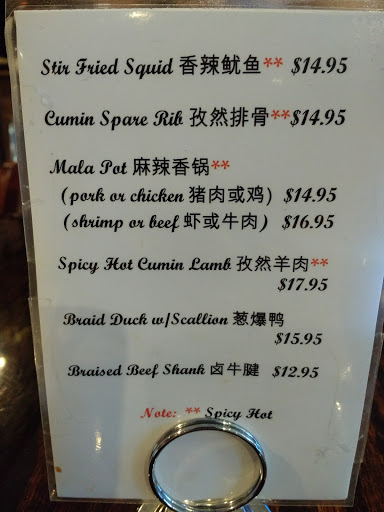 Stir Fried Squid 香辣鱿鱼** $14.95
Cumin Spare Rib 孜然排骨**$14.95
Mala Pot 麻辣香锅**
(pork or chicken 猪肉或鸡) $14.95
(shrimp or beef 虾或牛肉) $16.95
Spicy Hot Cumin Lamb 孜然羊肉**
$17.95
Braid Duck w/Scallion 葱爆鸭
$15.95
Braised Beef Shank 卤牛腱 $12.95
Note: ** Spicy Hot